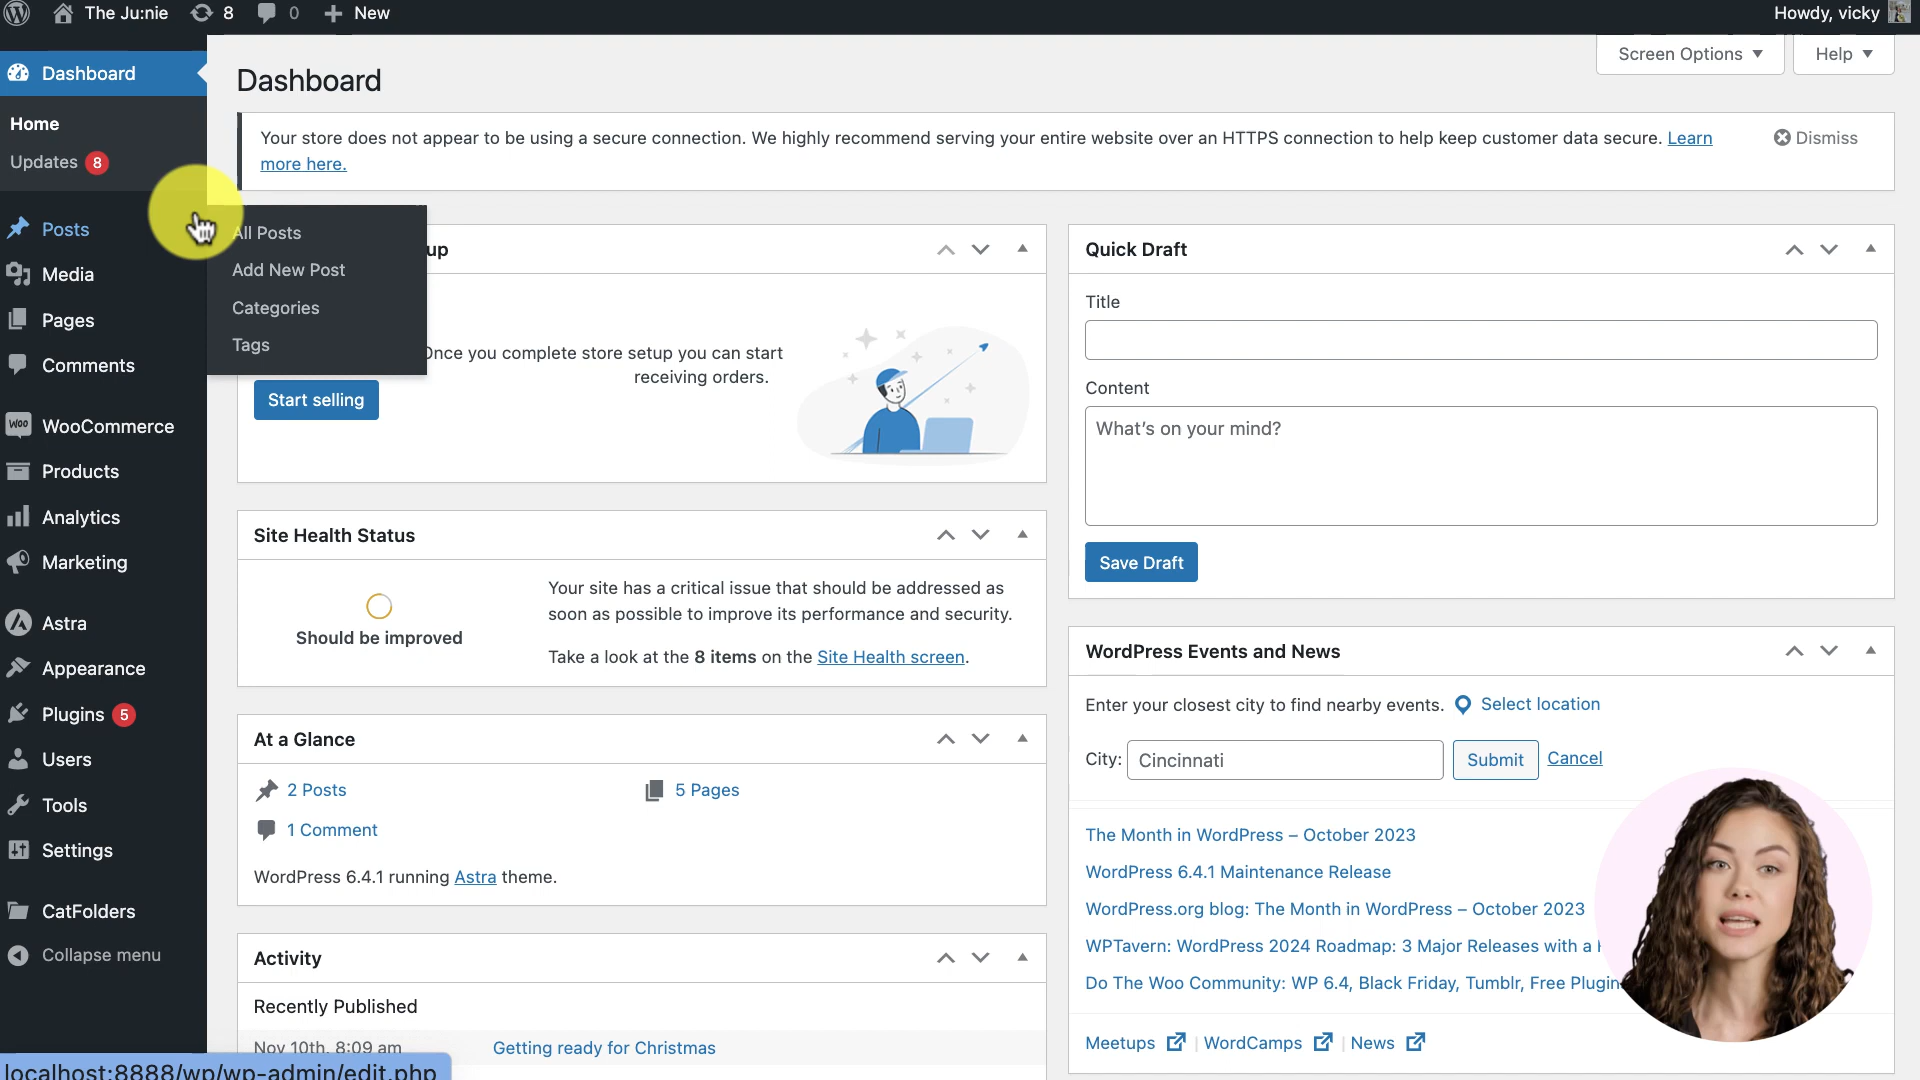 The Ju:nie 8 0 New
Howdy, vicky
Dashboard
Home
Updates 8
Posts
Media
Pages
Comments
Woo WooCommerce
Products
Analytics
Marketing
Astra
Appearance
Plugins 5
Users
Tools
Settings
CatFolders
Collapse menu
All Posts
Add New Post
Categories
Tags
Screen Options
Help
Dashboard
Your store does not appear to be using a secure connection. We highly recommend serving your entire website over an HTTPS connection to help keep customer data secure. Learn
more here.
Dismiss
up
Once you complete store setup you can start
receiving orders.
Start selling
Site Health Status
Should be improved
Your site has a critical issue that should be addressed as
soon as possible to improve its performance and security.
Take a look at the 8 items on the Site Health screen.
At a Glance
2 Posts
5 Pages
1 Comment
WordPress 6.4.1 running Astra theme.
Activity
Recently Published
Nov 10th, 8:09 am
Getting ready for Christmas
Quick Draft
Title
Content
What's on your mind?
Save Draft
WordPress Events and News
Enter your closest city to find nearby events. Select location
City: Cincinnati Submit Cancel
The Month in WordPress – October 2023
WordPress 6.4.1 Maintenance Release
WordPress.org blog: The Month in WordPress – October 2023
WPTavern: WordPress 2024 Roadmap: 3 Major Releases with a
Do The Woo Community: WP 6.4, Black Friday, Tumblr, Free Plugin
Meetups | WordCamps | News
localhost:8888/wp/wp-admin/edit.php